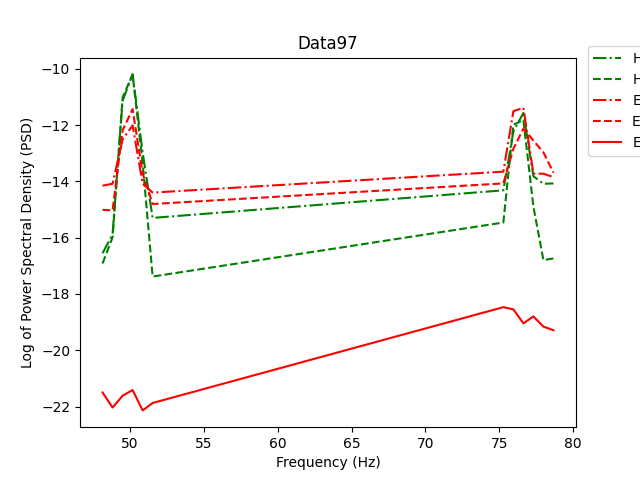 Data97
Log of Power Spectral Density (PSD)
−10
−12
−14
−16
−18
−20
−22
50
55
60
65
70
75
80
Frequency (Hz)
H
H
E
E
E